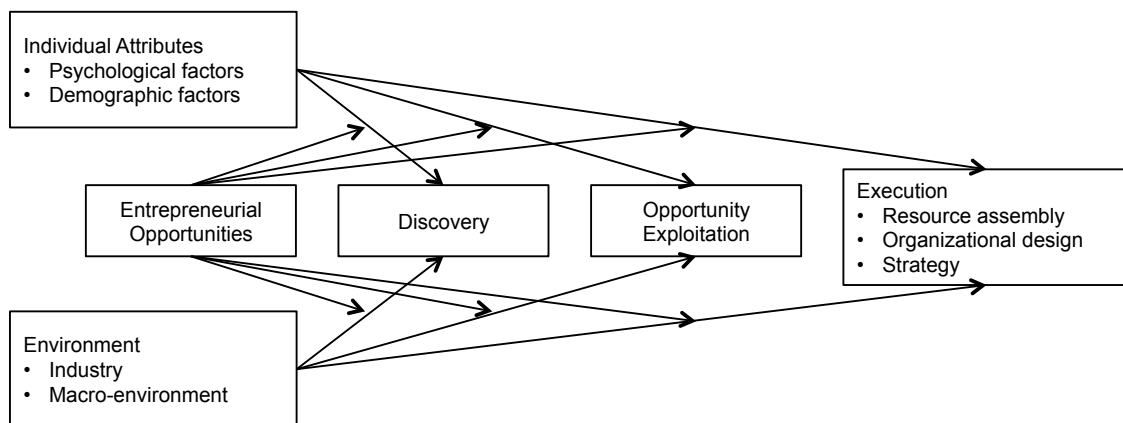 Individual Attributes
• Psychological factors
• Demographic factors
Entrepreneurial
Opportunities
Discovery
Opportunity
Exploitation
Execution
• Resource assembly
• Organizational design
• Strategy
Environment
• Industry
• Macro-environment